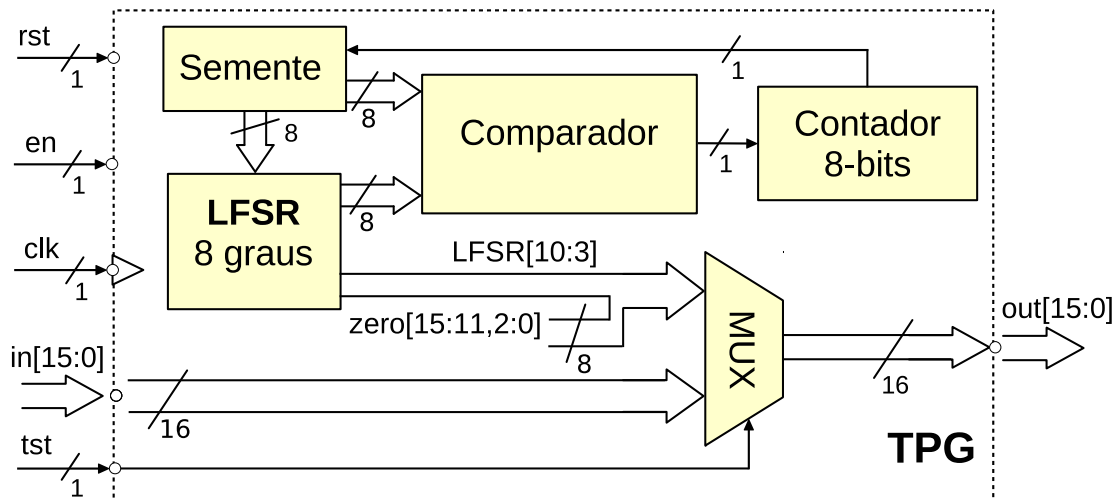 rst
1
en
1
clk
1
in[15:0]
16
tst
1
Semente
8
8
LFSR
8 graus
8
Comparador
1
1
Contador
8-bits
LFSR[10:3]
zero[15:11,2:0]
8
MUX
16
out[15:0]
TPG